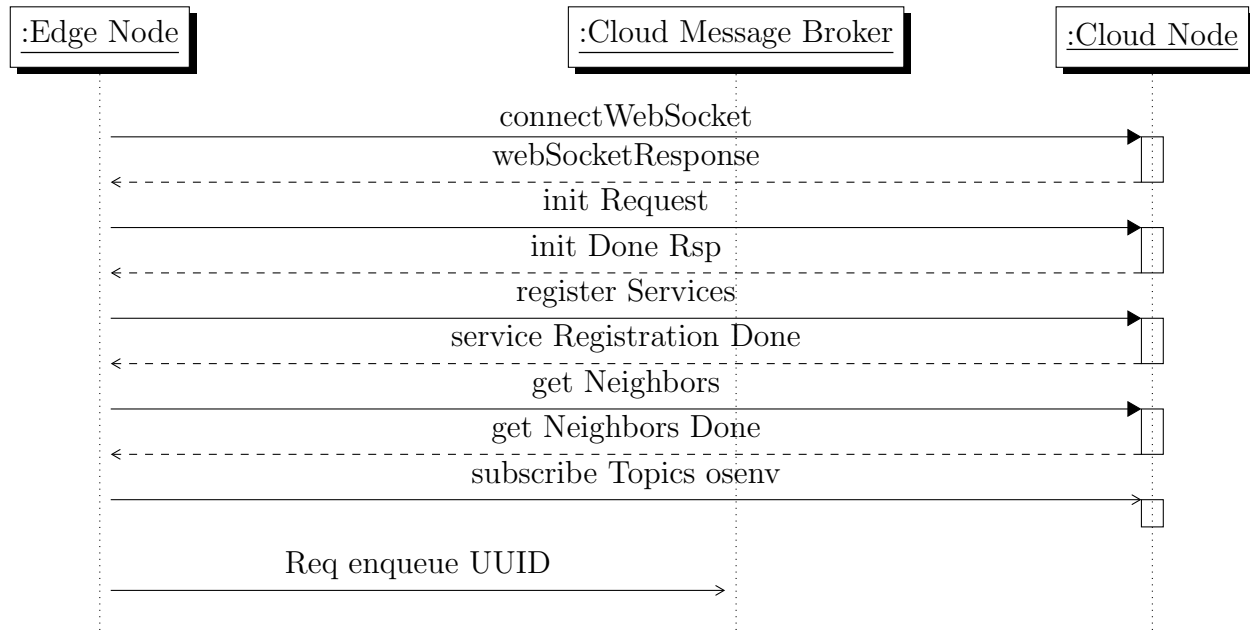 :Edge Node
:Cloud Message Broker
:Cloud Node
connectWebSocket
webSocketResponse
init Request
init Done Rsp
register Services
service Registration Done
get Neighbors
get Neighbors Done
subscribe Topics osenv
Req enqueue UUID